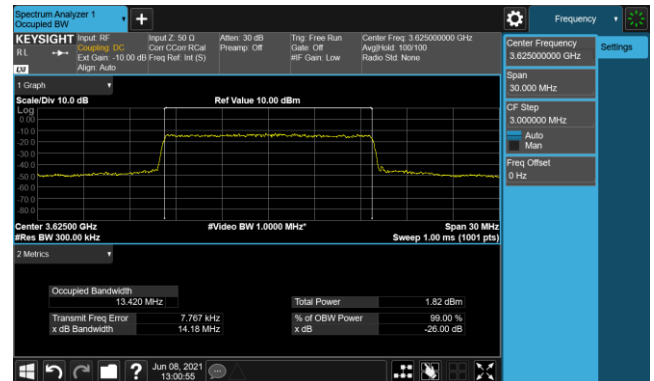 Spectrum Analyzer 1
Occupied BW
Frequency
KEYSIGHT
R L
LXI
Input: RF
Coupling: DC
Ext Gain: -10.00 dB
Align: Auto
Input Z: 50 Ω
Corr CCorr RCal
Freq Ref: Int (S)
Atten: 30 dB
Preamp: Off
Trig: Free Run
Gate: Off
#IF Gain: Low
Center Freq: 3.625000000 GHz
Avg|Hold: 100/100
Radio Std: None
Center Frequency
3.625000000 GHz
Settings
Span
30.000 MHz
CF Step
3.000000 MHz
Auto
Man
Freq Offset
0 Hz
1 Graph
Scale/Div 10.0 dB
Ref Value 10.00 dBm
Log
0.00
-10.0
-20.0
-30.0
-40.0
-50.0
-60.0
-70.0
-80.0
Center 3.62500 GHz
#Video BW 1.0000 MHz*
Span 30 MHz
#Res BW 300.00 kHz
Sweep 1.00 ms (1001 pts)
2 Metrics
Occupied Bandwidth
13.420 MHz
Total Power 1.82 dBm
Transmit Freq Error 7.767 kHz
% of OBW Power 99.00 %
x dB Bandwidth 14.18 MHz
x dB -26.00 dB
?
Jun 08, 2021
13:00:55